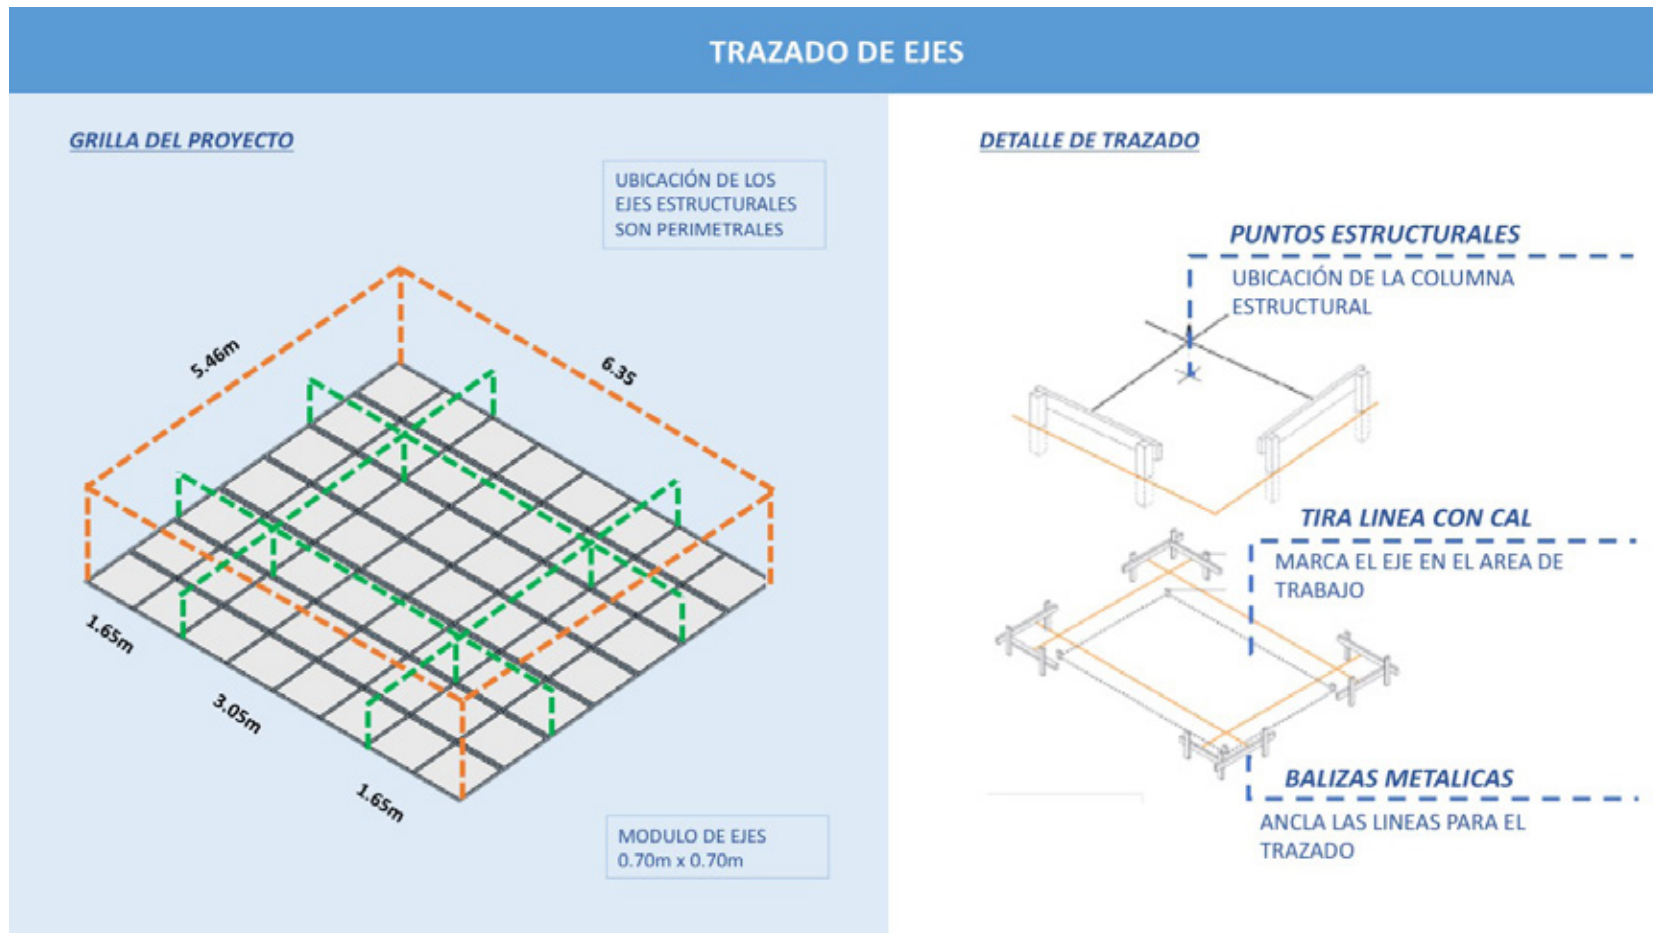 TRAZADO DE EJES
GRILLA DEL PROYECTO
UBICACIÓN DE LOS
EJES ESTRUCTURALES
SON PERIMETRALES
5.46m
6.35
1.65m
3.05m
1.65m
MODULO DE EJES
0.70m x 0.70m
DETALLE DE TRAZADO
PUNTOS ESTRUCTURALES
UBICACIÓN DE LA COLUMNA
ESTRUCTURAL
TIRA LINEA CON CAL
MARCA EL EJE EN EL AREA DE
TRABAJO
BALIZAS METALICAS
ANCLA LAS LINEAS PARA EL
TRAZADO